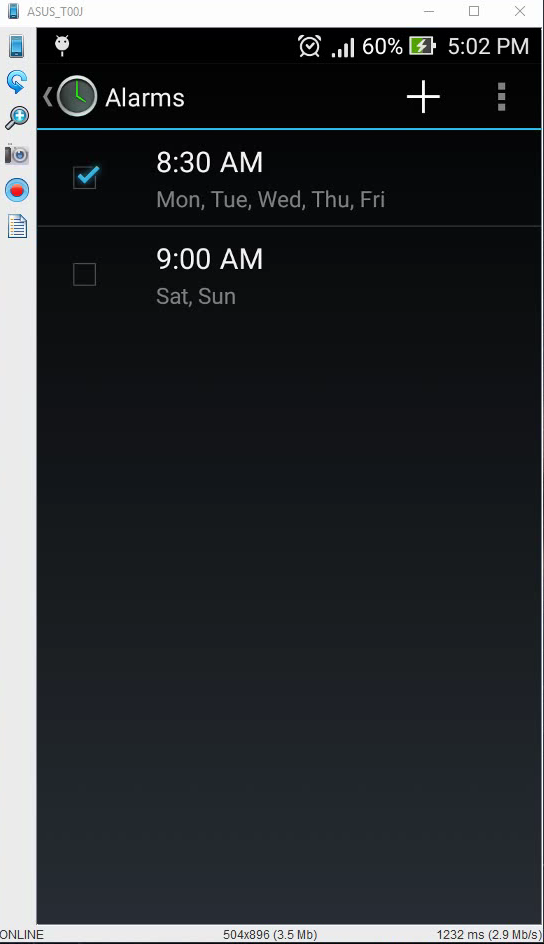 ASUS_T00J
60% 5:02 PM
Alarms
8:30 AM
Mon, Tue, Wed, Thu, Fri
9:00 AM
Sat, Sun
ONLINE 504x896 (3.5 Mb) 1232 ms (2.9 Mb/s)